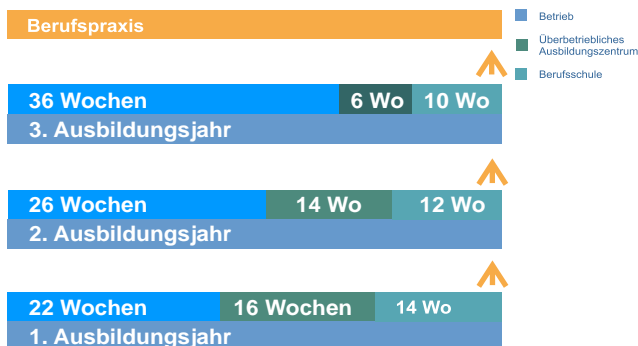 Berufspraxis
Betrieb
Überbetriebliches
Ausbildungszentrum
Berufsschule
36 Wochen 6 Wo 10 Wo
3. Ausbildungsjahr
26 Wochen 14 Wo 12 Wo
2. Ausbildungsjahr
22 Wochen 16 Wochen 14 Wo
1. Ausbildungsjahr